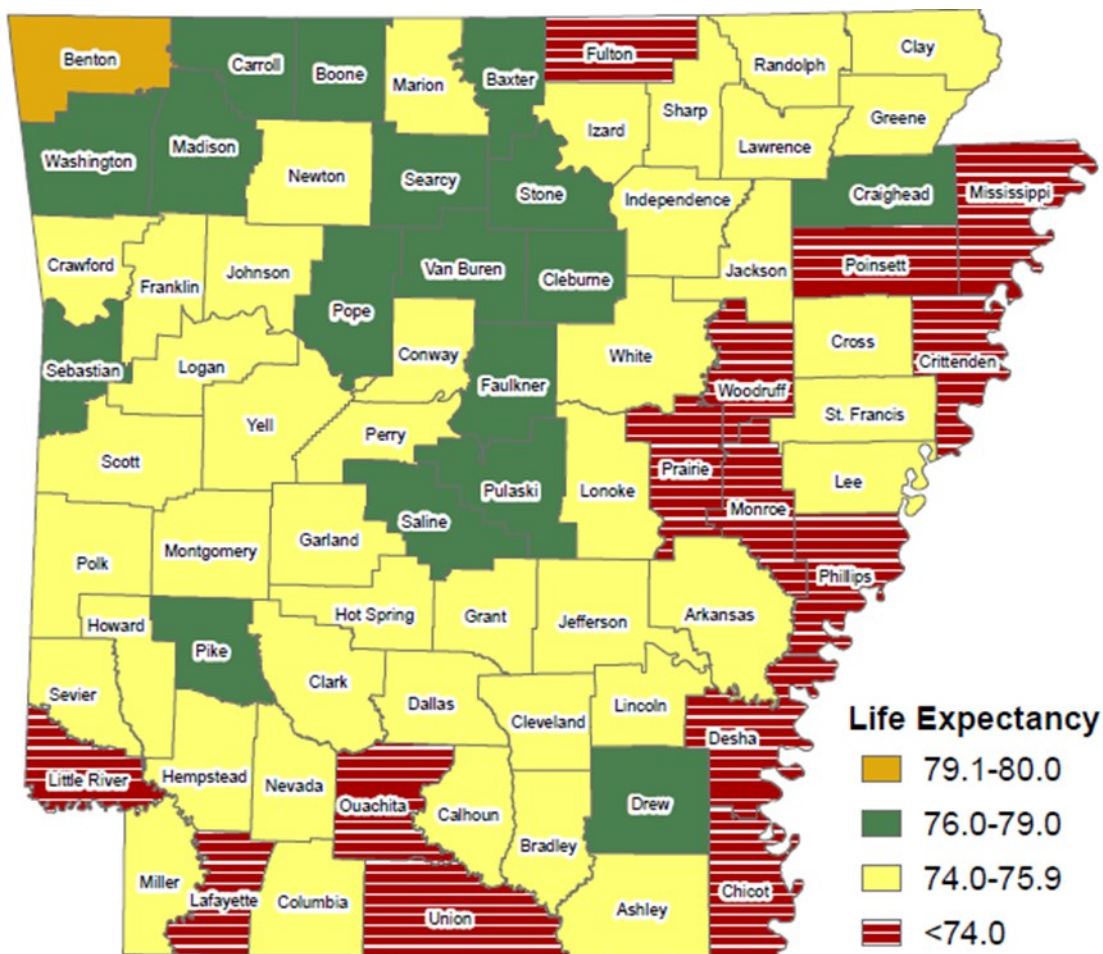 Benton
Carroll
Boone
Marion
Baxter
Fulton
Randolph
Clay
Sharp
Izard
Greene
Lawrence
Washington
Madison
Newton
Searcy
Stone
Independence
Craighead
Mississippi
Crawford
Franklin
Johnson
Van Buren
Cleburne
Jackson
Poinsett
Pope
Sebastian
Logan
Conway
Faulkner
White
Woodruff
Cross
Crittenden
St. Francis
Yell
Perry
Scott
Pulaski
Lonoke
Prairie
Lee
Monroe
Saline
Garland
Montgomery
Polk
Phillips
Howard
Hot Spring
Grant
Jefferson
Arkansas
Pike
Clark
Sevier
Dallas
Cleveland
Lincoln
Desha
Little River
Hempstead
Nevada
Ouachita
Calhoun
Drew
Bradley
Miller
Lafayette
Columbia
Union
Ashley
Chicot
Life Expectancy
79.1-80.0
76.0-79.0
74.0-75.9
<74.0